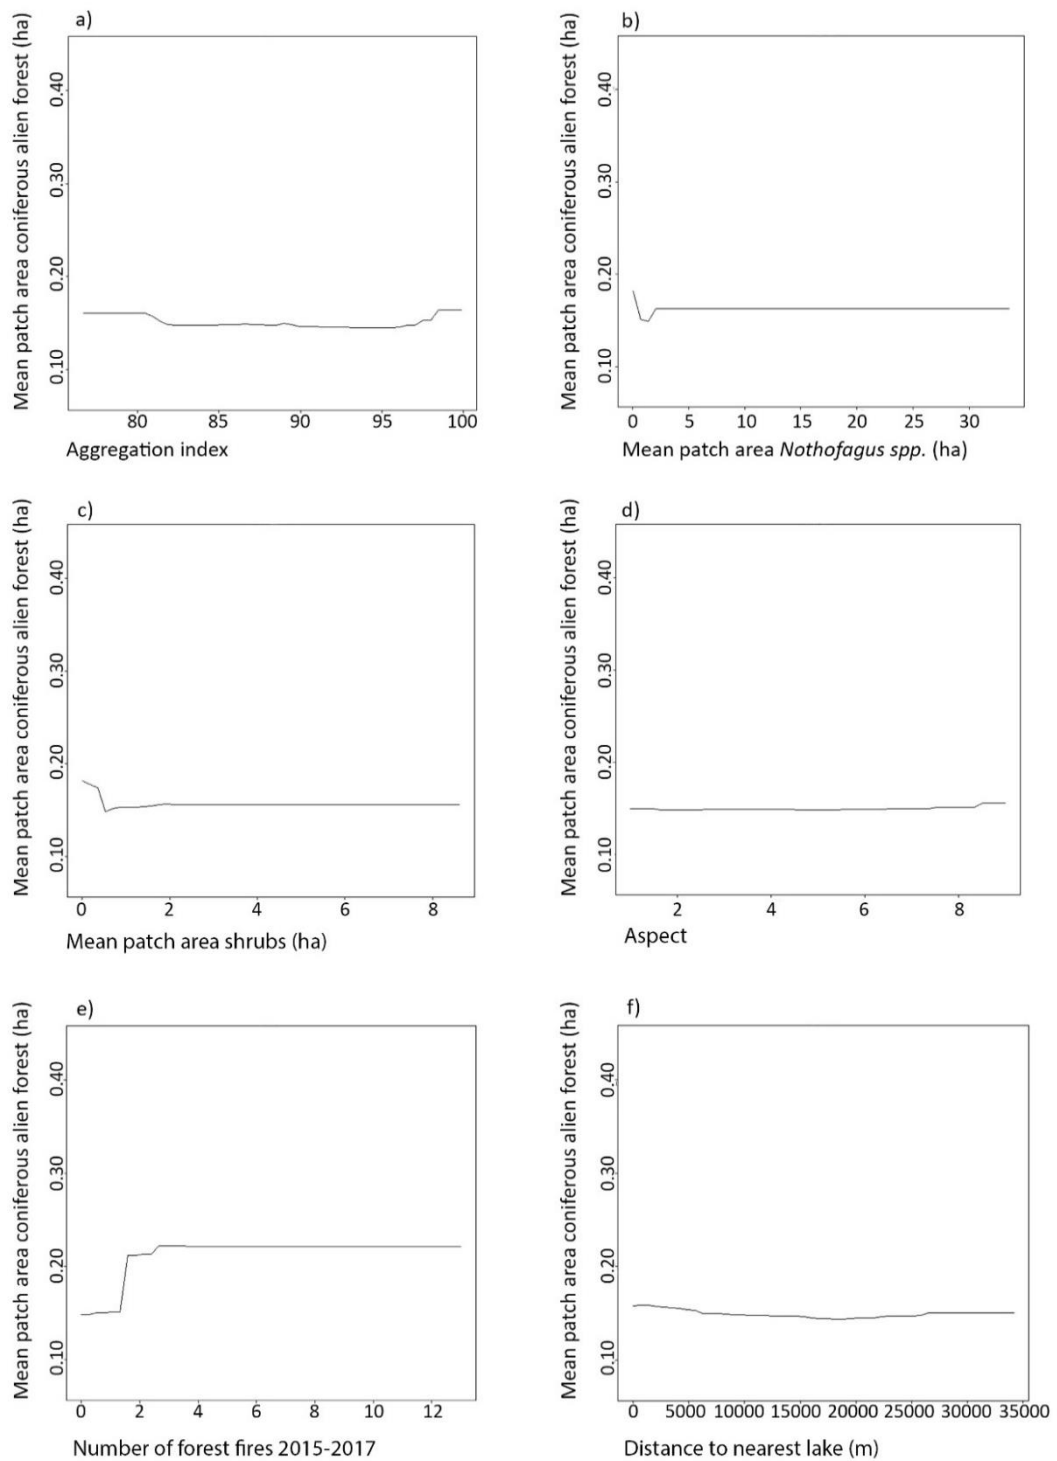 a)
Mean patch area coniferous alien forest (ha)
0.40
0.30
0.20
0.10
80 85 90 95 100
Aggregation index
b)
Mean patch area coniferous alien forest (ha)
0.40
0.30
0.20
0.10
0 5 10 15 20 25 30
Mean patch area Nothofagus spp. (ha)
c)
Mean patch area coniferous alien forest (ha)
0.40
0.30
0.20
0.10
0 2 4 6 8
Mean patch area shrubs (ha)
d)
Mean patch area coniferous alien forest (ha)
0.40
0.30
0.20
0.10
2 4 6 8
Aspect
e)
Mean patch area coniferous alien forest (ha)
0.40
0.30
0.20
0.10
0 2 4 6 8 10 12
Number of forest fires 2015-2017
f)
Mean patch area coniferous alien forest (ha)
0.40
0.30
0.20
0.10
0 5000 10000 15000 20000 25000 30000 35000
Distance to nearest lake (m)